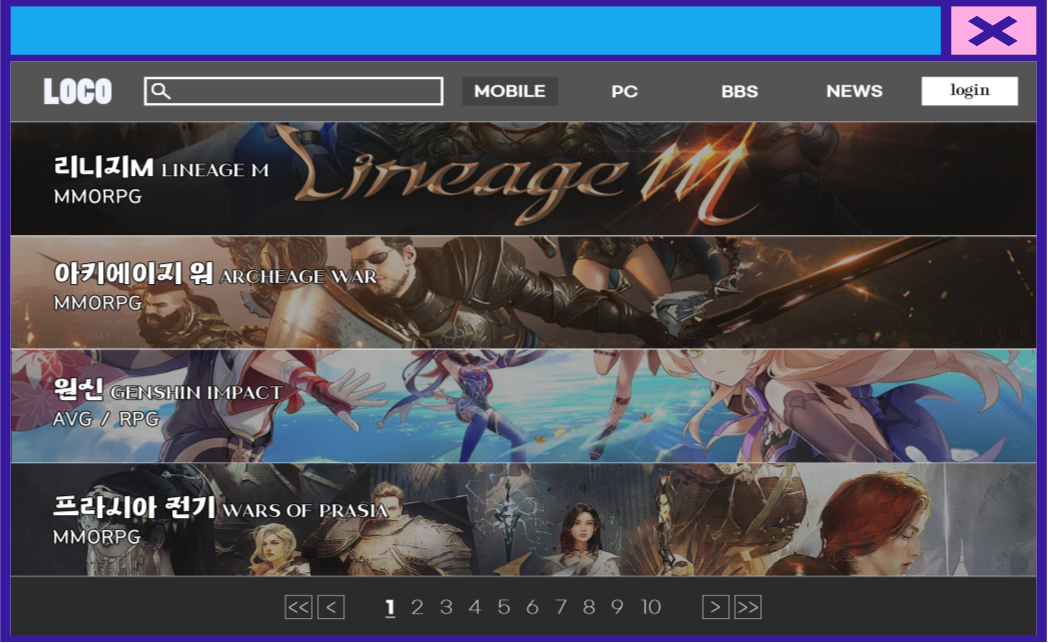 LOGO MOBILE PC BBS NEWS login
리니지M LINEAGE M
Lineage M
MMORPG
아키에이지 워 ARCHEAGE WAR
MMORPG
원신 GENSHIN IMPACT
AVG / RPG
프라시아 전기 WARS OF PRASIA
MMORPG
<< < 1 2 3 4 5 6 7 8 9 10 > >>